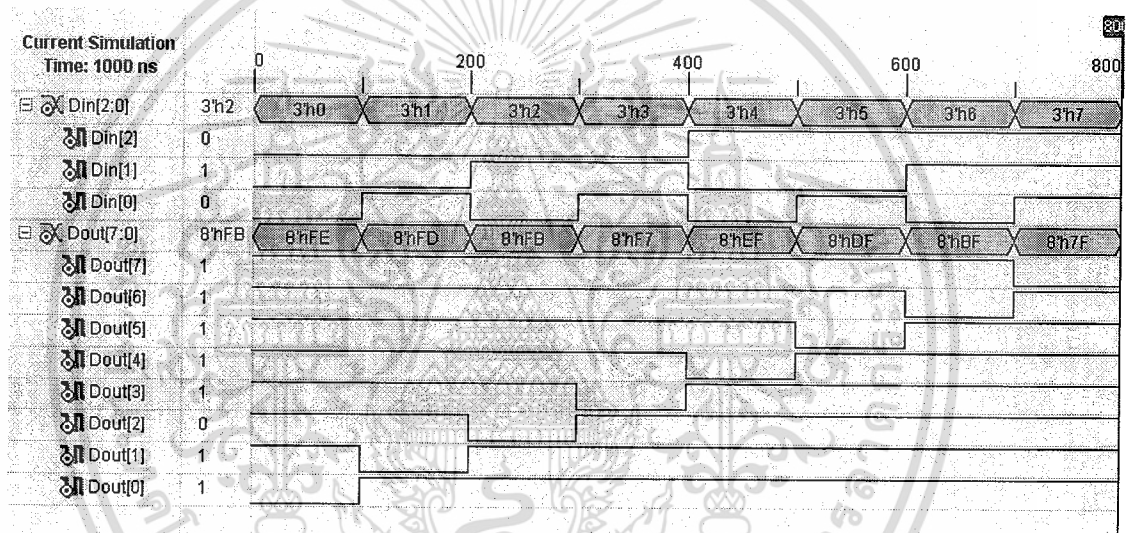 800
Current Simulation
Time: 1000 ns
0 200 400 600 800
Din[2:0] 3'h2 3'h0 3'h1 3'h2 3'h3 3'h4 3'h5 3'h6 3'h7
Din[2] 0
Din[1] 1
Din[0] 0
Dout[7:0] 8'hFB 8'hFE 8'hFD 8'hFB 8'hF7 8'hEF 8'hDF 8'hBF 8'h7F
Dout[7] 1
Dout[6] 1
Dout[5] 1
Dout[4] 1
Dout[3] 1
Dout[2] 0
Dout[1] 1
Dout[0] 1